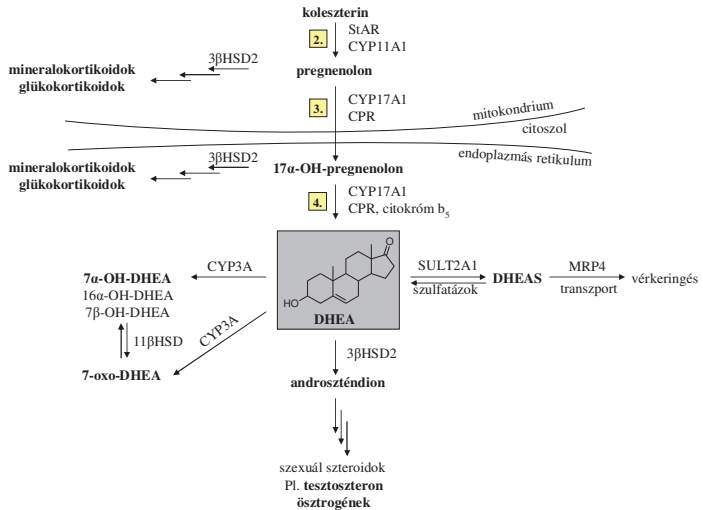 koleszterin
2.
StAR
CYP11A1
3βHSD2
mineralokortikoidok
glükokortikoidok
pregnenolon
3.
CYP17A1
CPR
mitokondrium
citoszol
endoplazmás retikulum
3βHSD2
mineralokortikoidok
glükokortikoidok
17α-OH-pregnenolon
4.
CYP17A1
CPR, citokróm b5
O
HO
DHEA
CYP3A
7α-OH-DHEA
16α-OH-DHEA
7β-OH-DHEA
11βHSD
CYP3A
7-oxo-DHEA
SULT2A1
szulfatázok
DHEAS
MRP4
transzport
vérkeringés
3βHSD2
androszténdion
szexuál szteroidok
Pl. tesztoszteron
ösztrogének